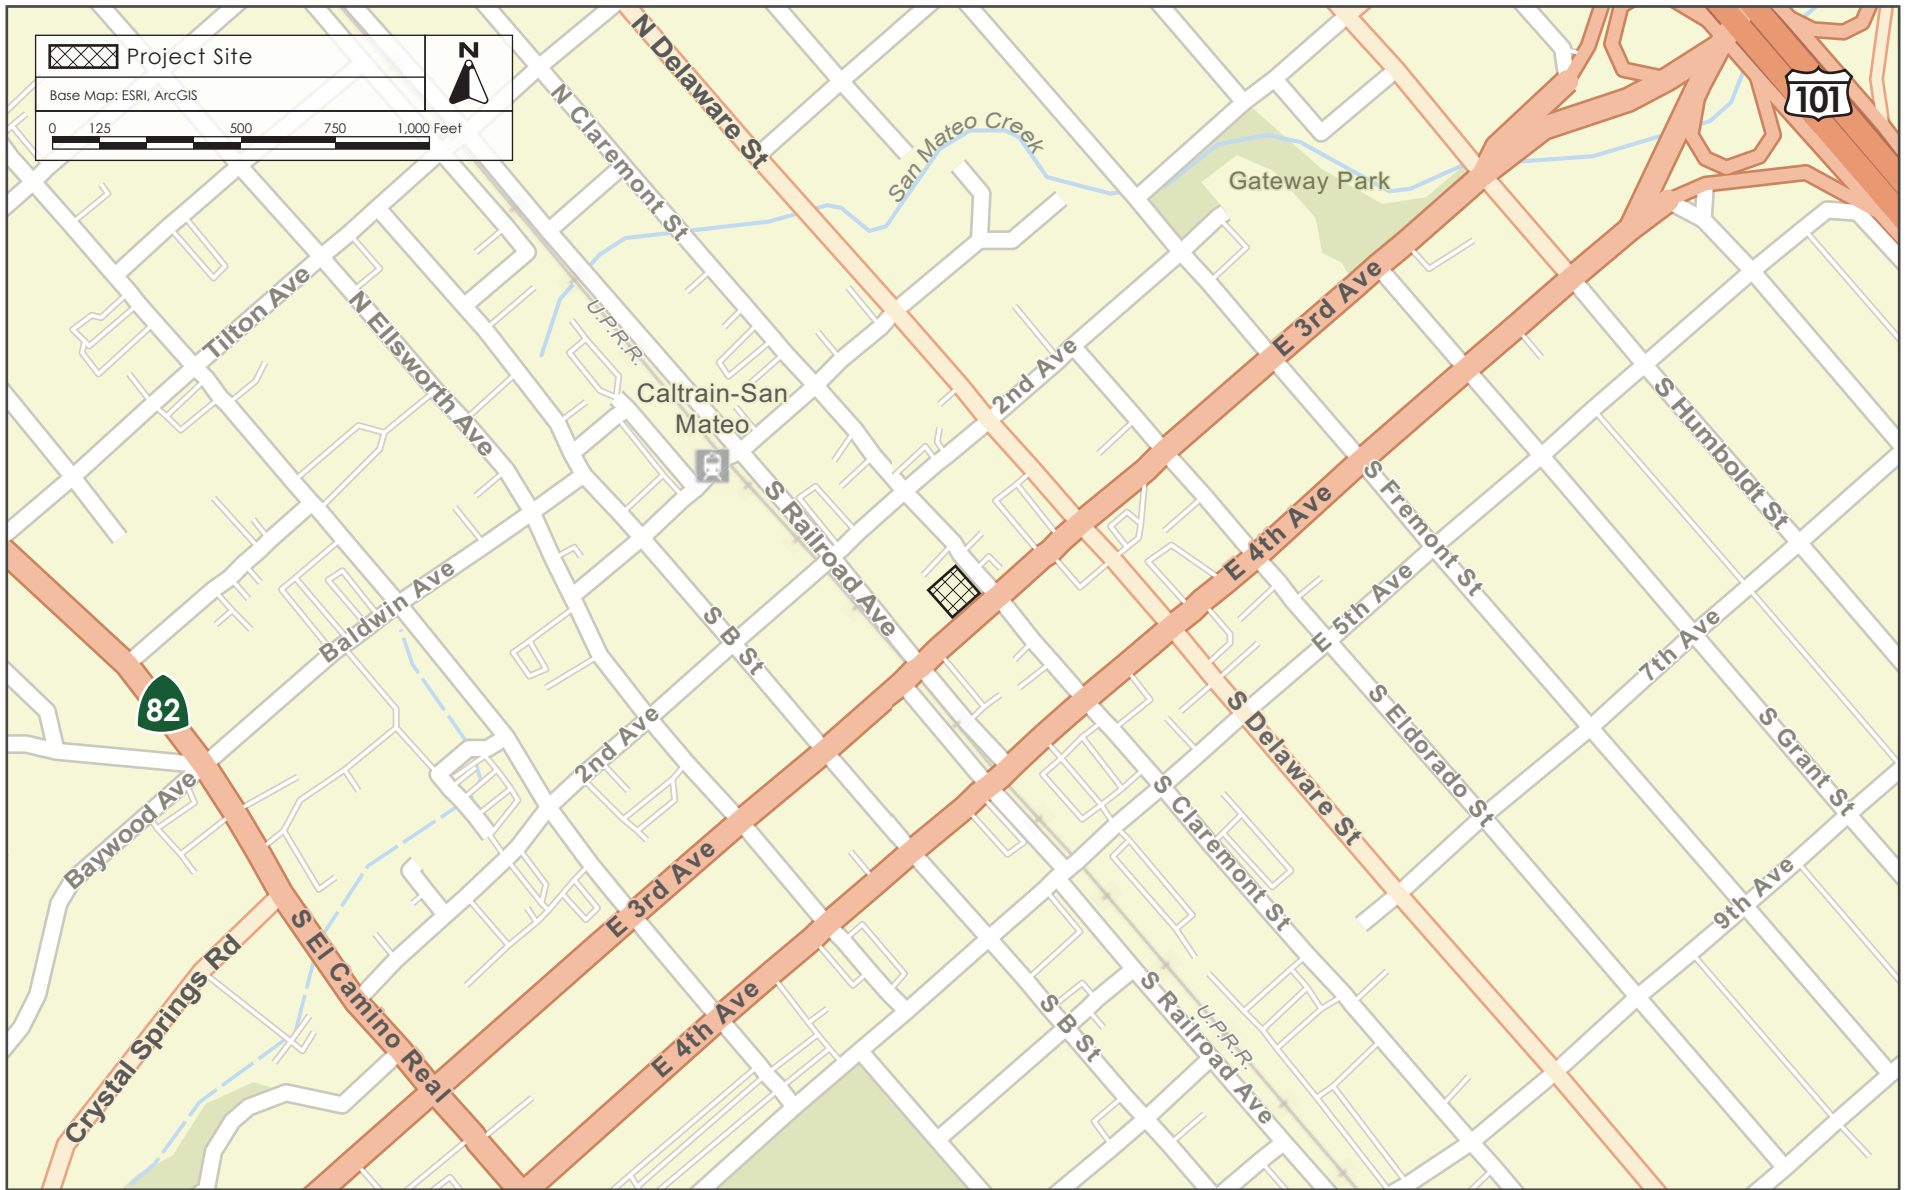 Project Site
N
Base Map: ESRI, ArcGIS
0 125 500 750 1,000 Feet
N Delaware St
N Claremont St
San Mateo Creek
Gateway Park
101
Tilton Ave
N Ellsworth Ave
U.P.R.R.
E 3rd Ave
Caltrain-San
Mateo
2nd Ave
S Humboldt St
S Railroad Ave
S Fremont St
E 4th Ave
Baldwin Ave
S B St
E 5th Ave
7th Ave
82
2nd Ave
S Delaware St
S Eldorado St
S Grant St
Baywood Ave
S Claremont St
E 3rd Ave
9th Ave
S El Camino Real
Crystal Springs Rd
E 4th Ave
S B St
S Railroad Ave
U.P.R.R.